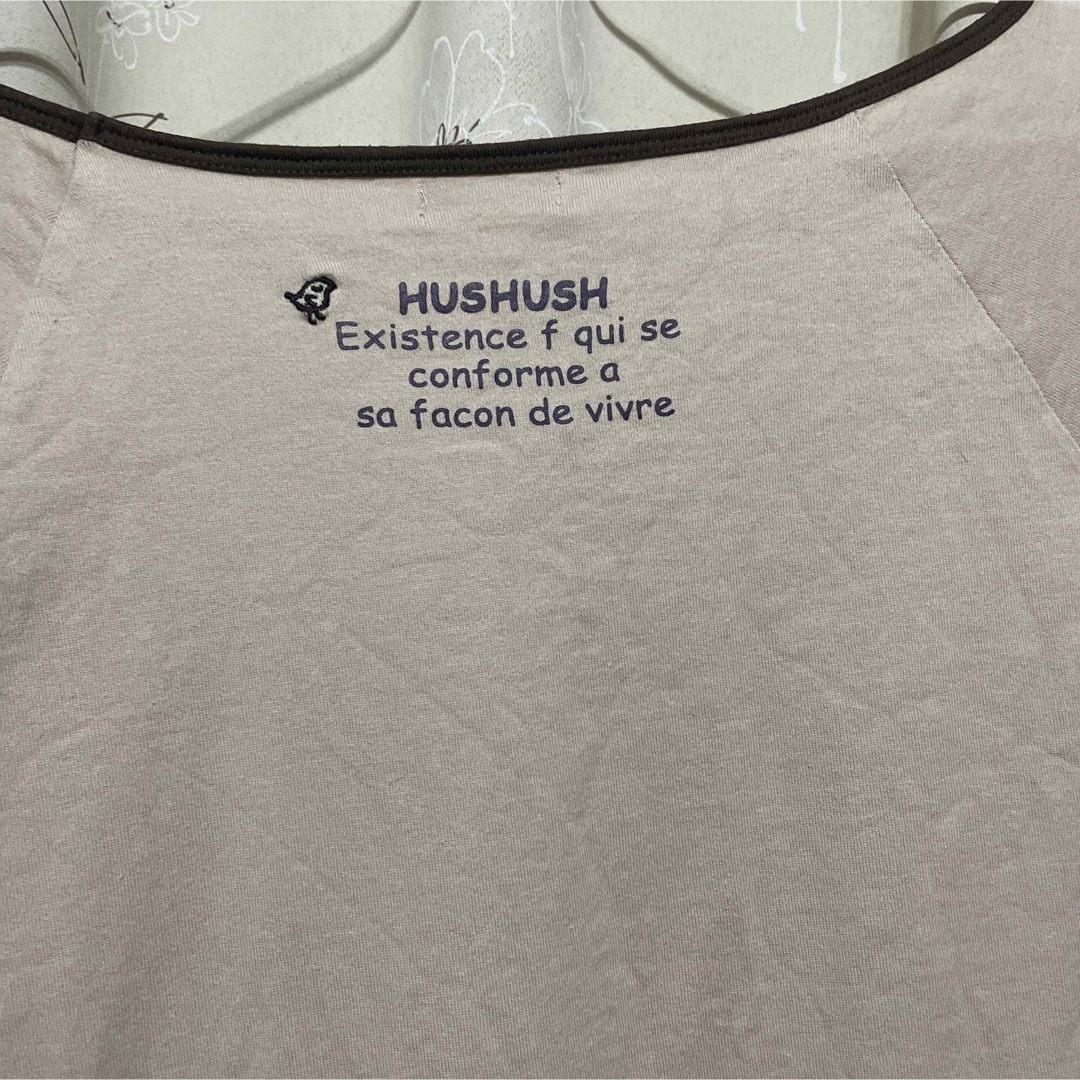 HUSHUSH
Existence f qui se
conforme a
sa facon de vivre